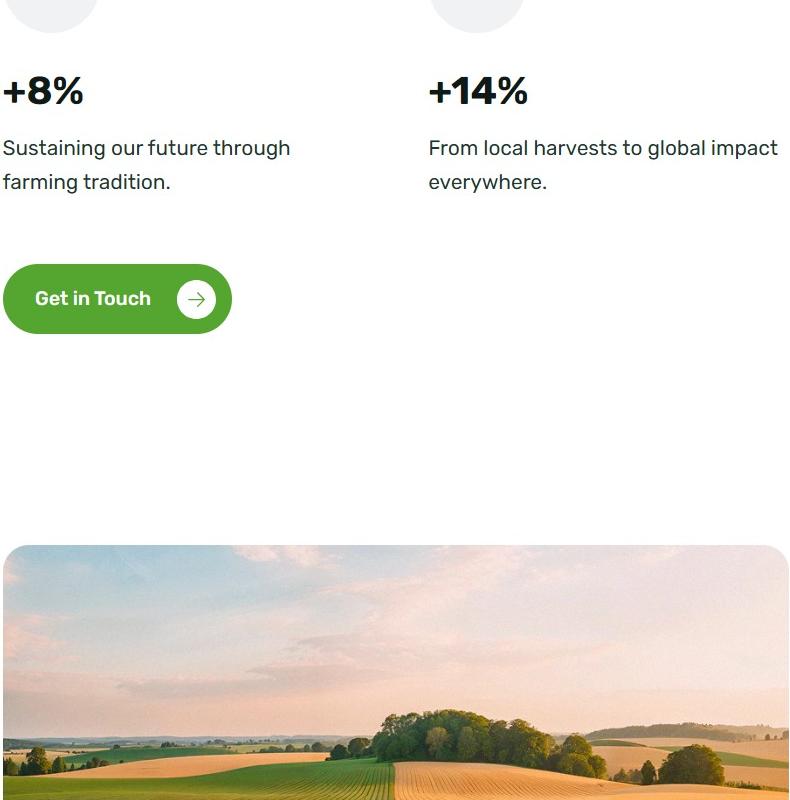 +8%
Sustaining our future through
farming tradition.
+14%
From local harvests to global impact
everywhere.
Get in Touch